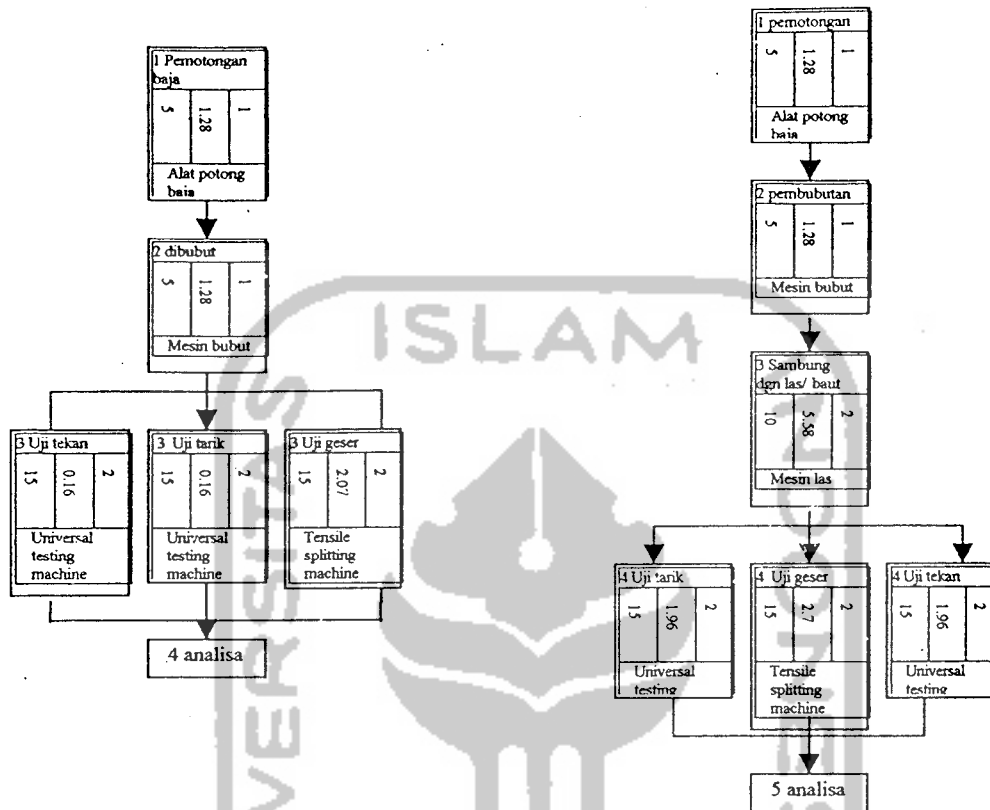 1 Pemotongan
baja
5 1.28 1
Alat potong
baja
2 dibubut
5 1.28 1
Mesin bubut
3 Uji tekan
15 0.16 2
Universal
testing
machine
3 Uji tarik
15 0.16 2
Universal
testing
machine
3 Uji geser
15 2.07 2
Tensile
splitting
machine
4 analisa
1 pemotongan
5 1.28 1
Alat potong
baja
2 pembubutan
5 1.28 1
Mesin bubut
3 Sambung
dgn las/ baut
10 5.58 2
Mesin las
4 Uji tarik
15 1.96 2
Universal
testing
4 Uji geser
15 2.7 2
Tensile
splitting
machine
4 Uji tekan
15 1.96 2
Universal
testing
5 analisa
ISLAM
VERSITAS